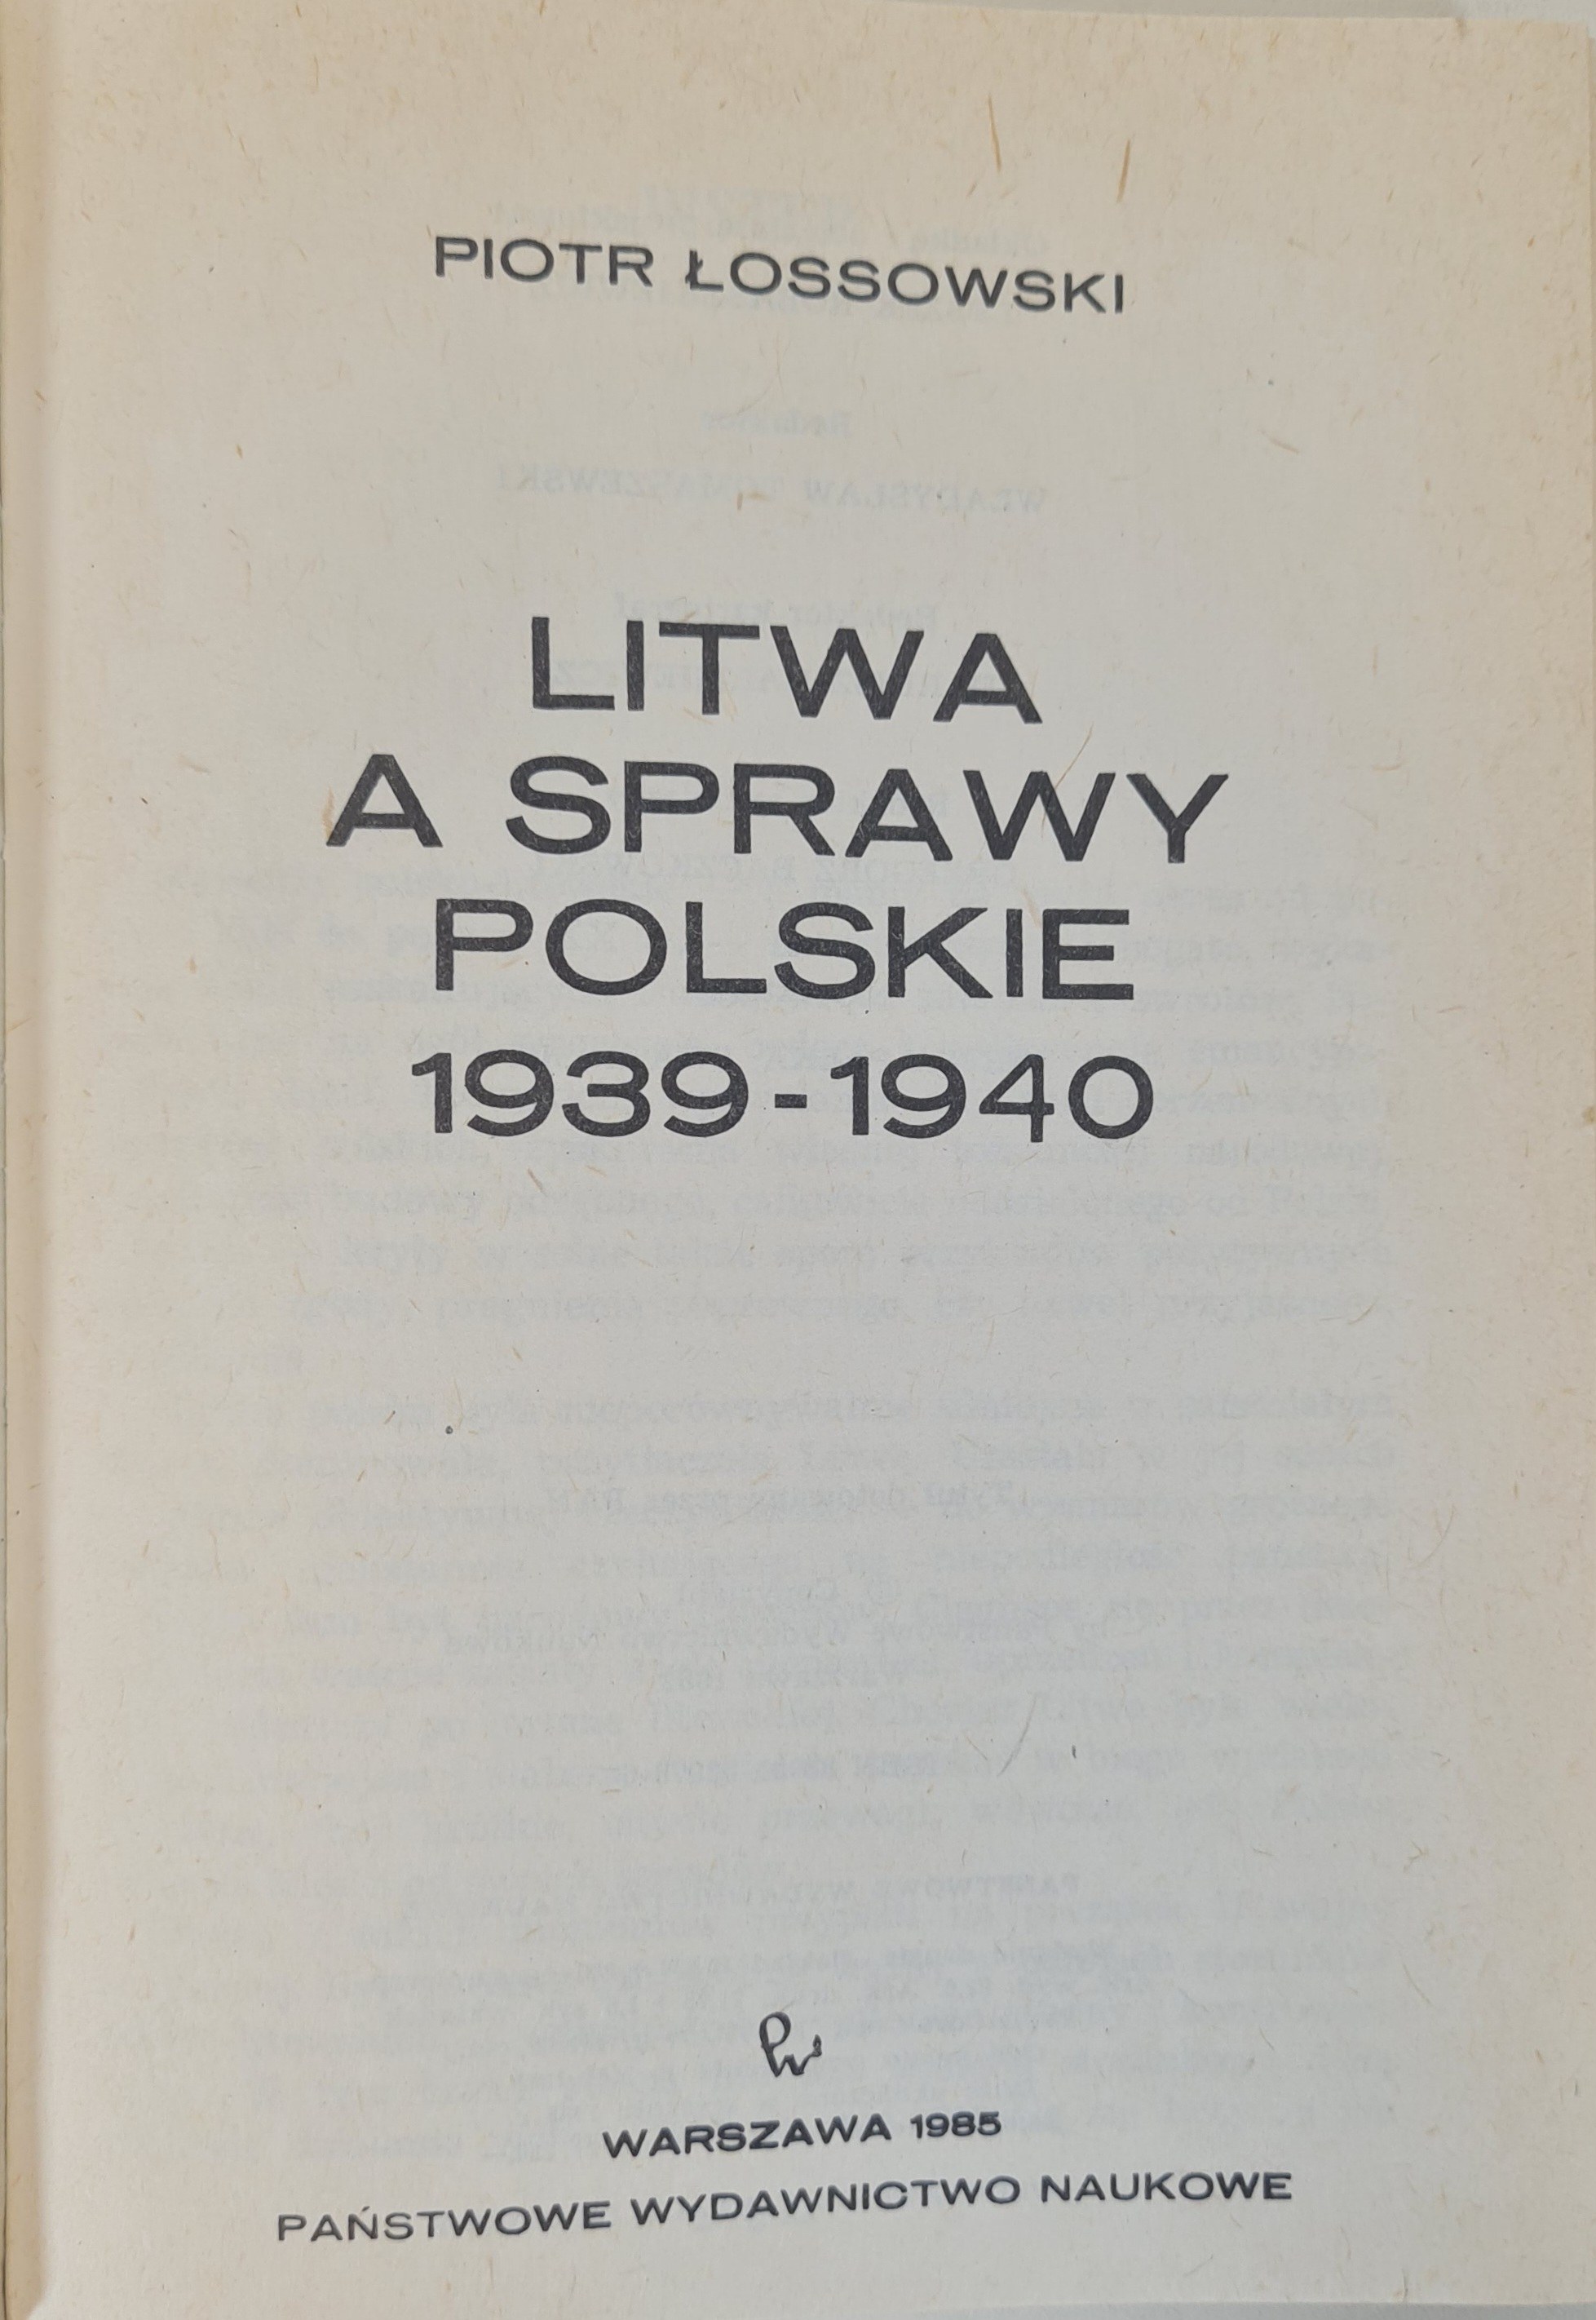 PIOTR ŁOSSOWSKI
LITWA
A SPRAWY
POLSKIE
1939-1940
WARSZAWA 1985
PAŃSTWOWE WYDAWNICTWO NAUKOWE